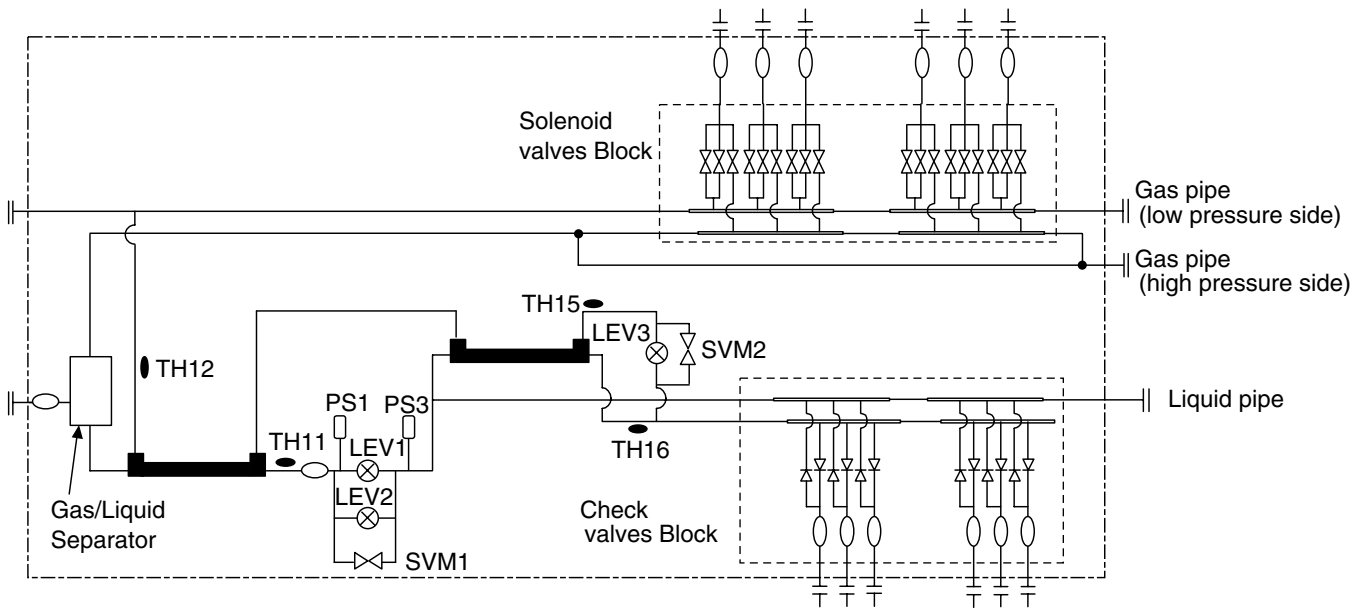 Solenoid
valves Block
Gas pipe
(low pressure side)
Gas pipe
(high pressure side)
TH15
LEV3
SVM2
TH12
PS1
PS3
Liquid pipe
TH11
LEV1
TH16
LEV2
Gas/Liquid
Separator
Check
valves Block
SVM1